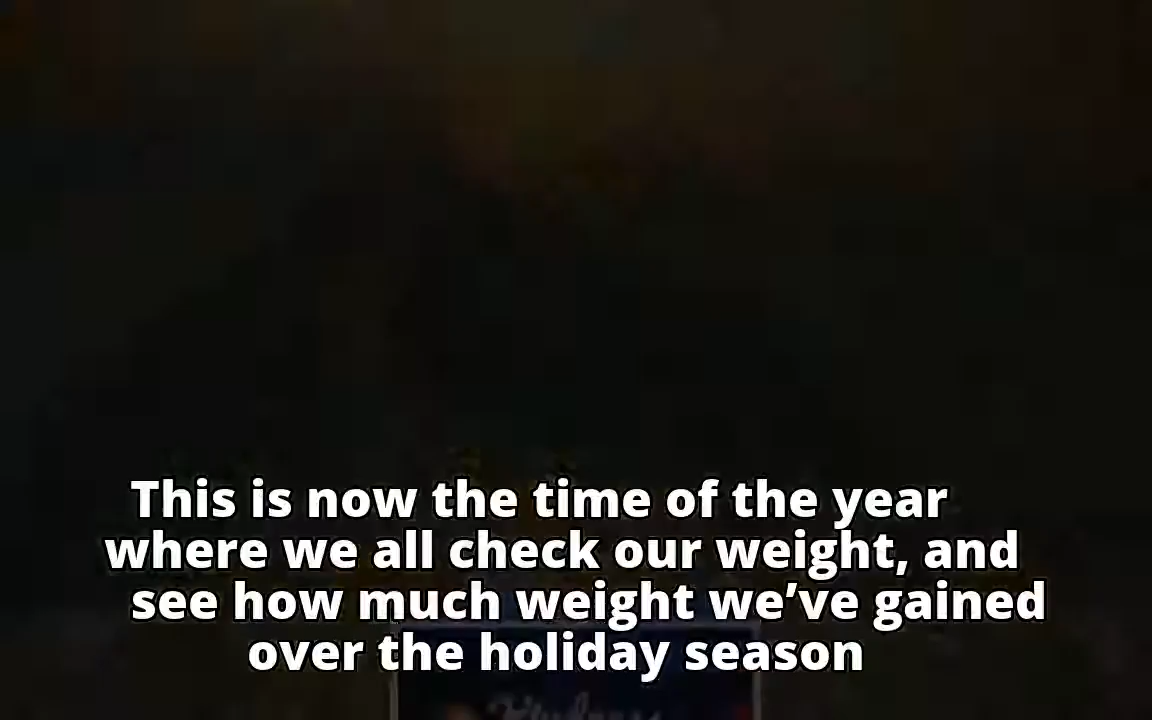 This is now the time of the year
where we all check our weight, and
see how much weight we’ve gained
over the holiday season